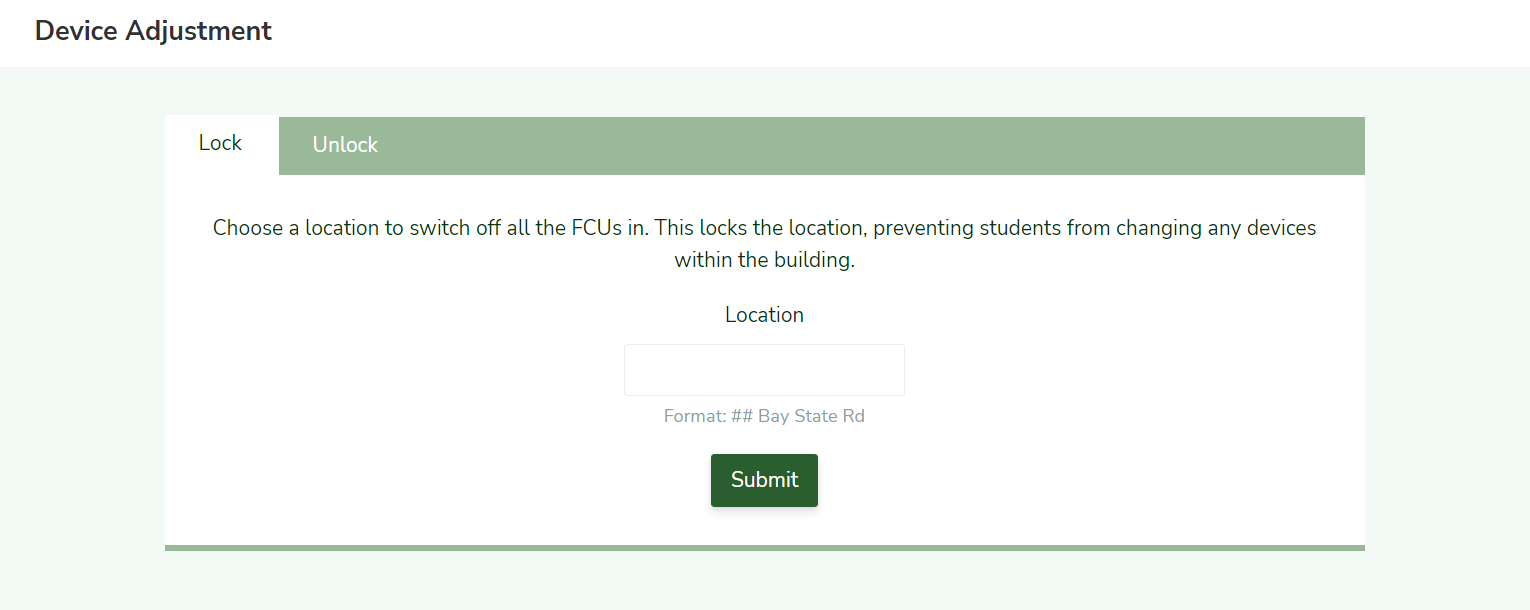 Device Adjustment
Lock
Unlock
Choose a location to switch off all the FCUs in. This locks the location, preventing students from changing any devices
within the building.
Location
Format: ## Bay State Rd
Submit